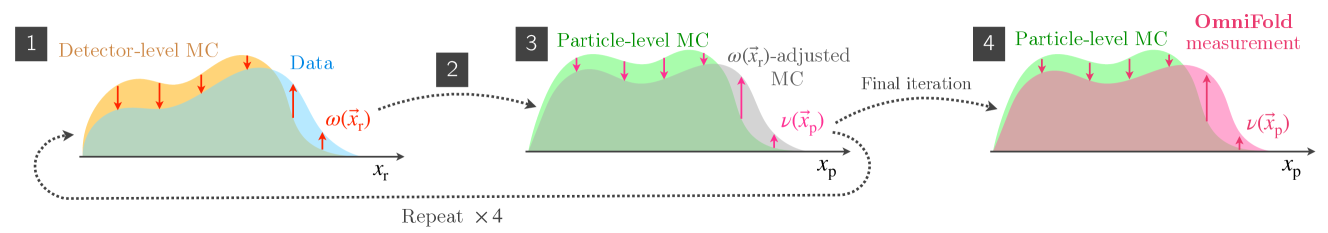 1
Detector-level MC
Data
ω(x⃗r)
xr
2
3
Particle-level MC
ω(x⃗r)-adjusted
MC
ν(x⃗p)
xp
Final iteration
4
Particle-level MC
OmniFold
measurement
ν(x⃗p)
xp
Repeat ×4